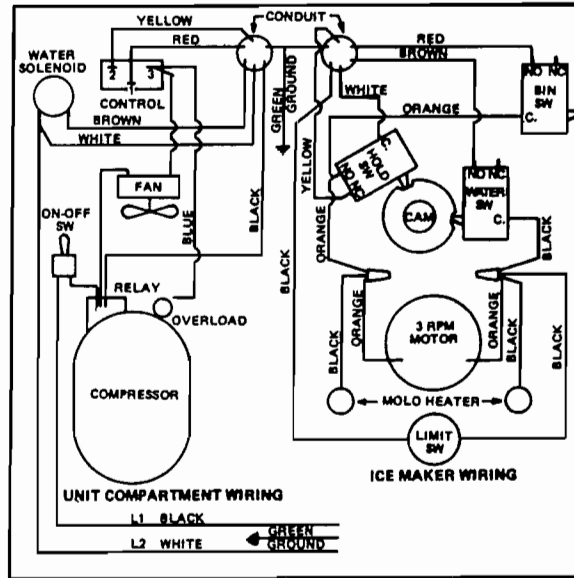 YELLOW
CONDUIT
RED
RED
BROWN
WATER
SOLENOID
2
1
3
CONTROL
WHITE
NO NC
BIN
SW
C.
ORANGE
GREEN
GROUND
BROWN
WHITE
YELLOW
HOLD
SW
C.
NO NC
NO NC
WATER
SW
C.
CAM
FAN
ON-OFF
SW
BLUE
BLACK
ORANGE
BLACK
BLACK
RELAY
OVERLOAD
COMPRESSOR
BLACK
ORANGE
3 RPM
MOTOR
ORANGE
BLACK
BLACK
MOLO HEATER
LIMIT
SW
ICE MAKER WIRING
UNIT COMPARTMENT WIRING
L1 BLACK
GREEN
GROUND
L2 WHITE